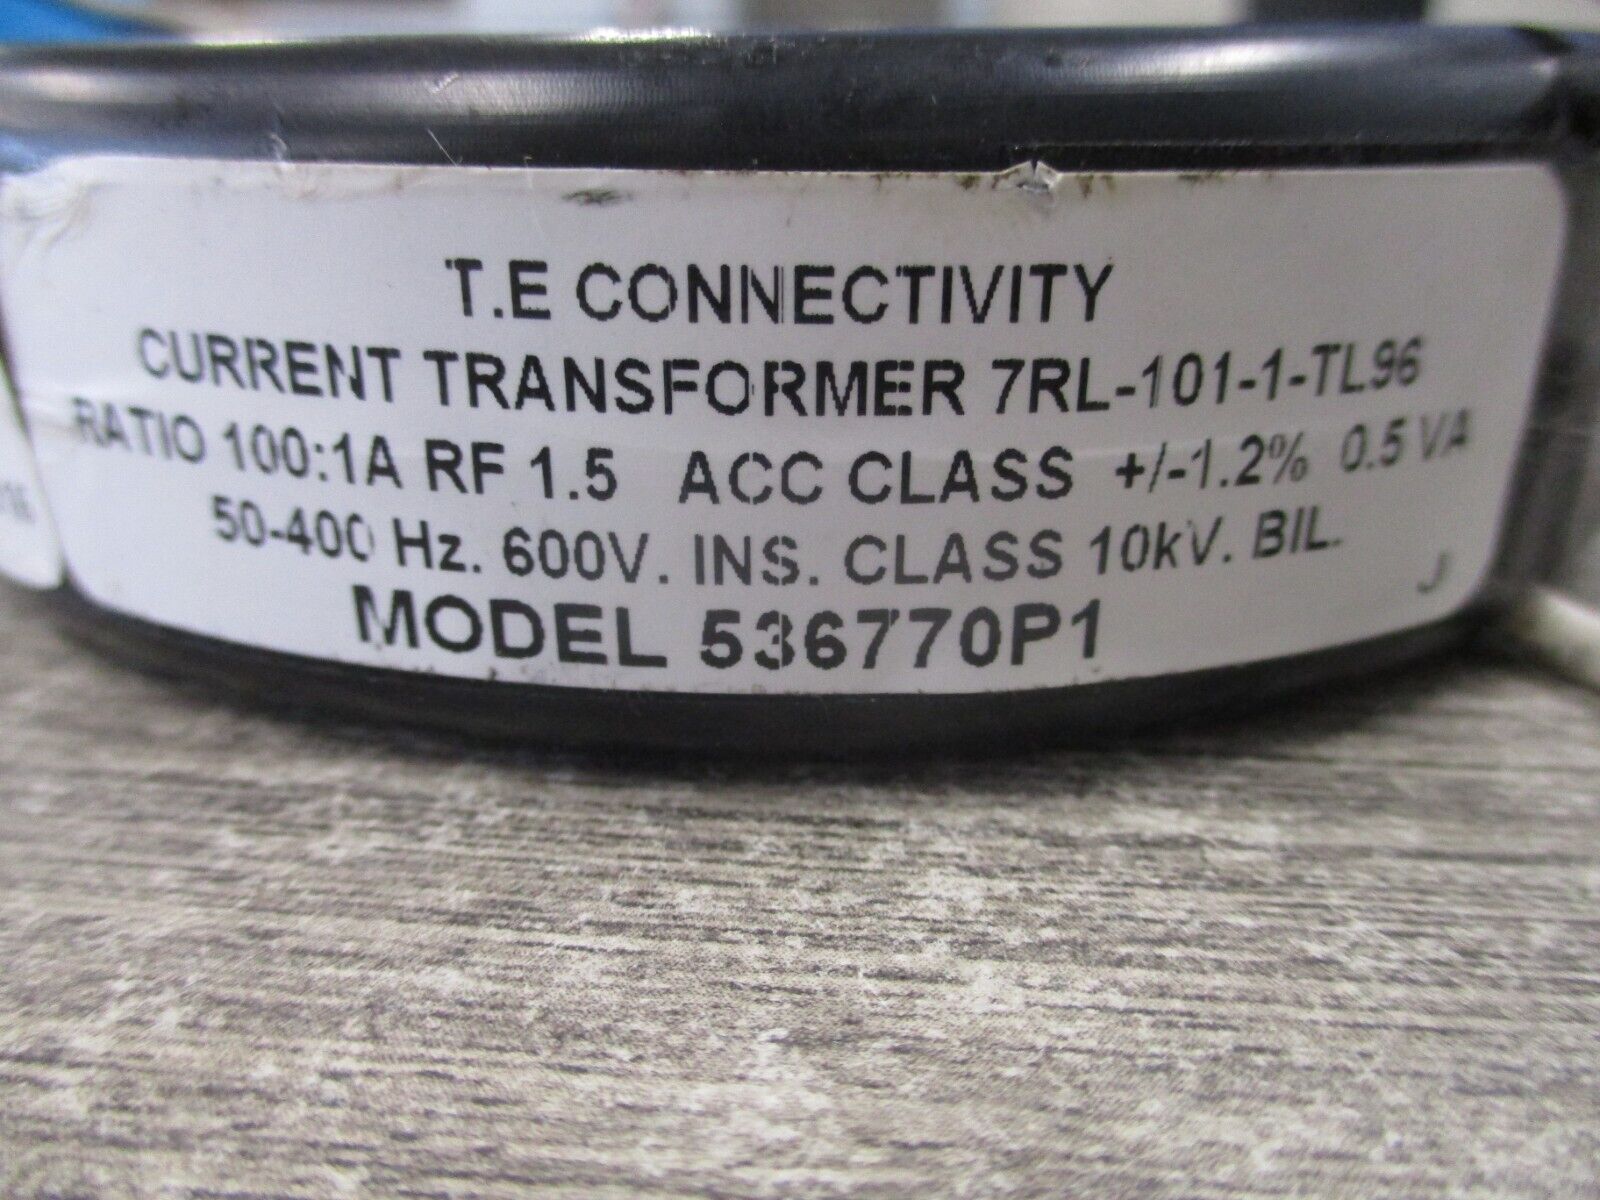 T.E CONNECTIVITY
CURRENT TRANSFORMER 7RL-101-1-TL96
RATIO 100:1A RF 1.5 ACC CLASS +/-1.2% 0.5 VA
50-400 Hz. 600V. INS. CLASS 10kV. BIL.
MODEL 536770P1
J